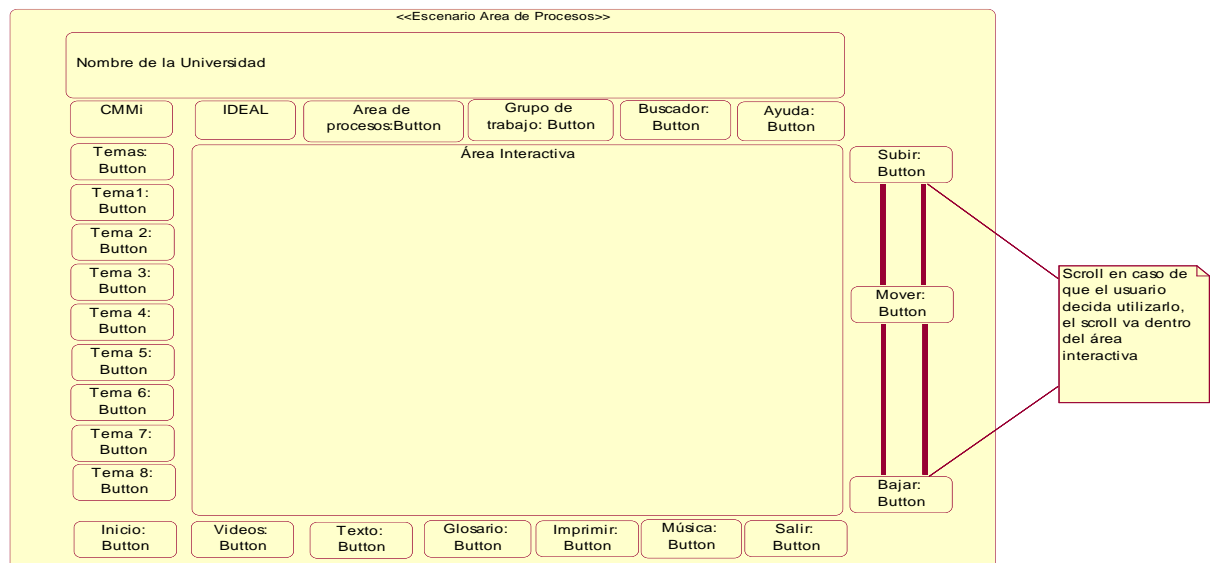 <<Escenario Area de Procesos>>
Nombre de la Universidad
CMMi
IDEAL
Area de
procesos:Button
Grupo de
trabajo: Button
Buscador:
Button
Ayuda:
Button
Temas:
Button
Tema1:
Button
Tema 2:
Button
Tema 3:
Button
Tema 4:
Button
Tema 5:
Button
Tema 6:
Button
Tema 7:
Button
Tema 8:
Button
Área Interactiva
Subir:
Button
Mover:
Button
Bajar:
Button
Scroll en caso de
que el usuario
decida utilizarlo,
el scroll va dentro
del área
interactiva
Inicio:
Button
Videos:
Button
Texto:
Button
Glosario:
Button
Imprimir:
Button
Música:
Button
Salir:
Button